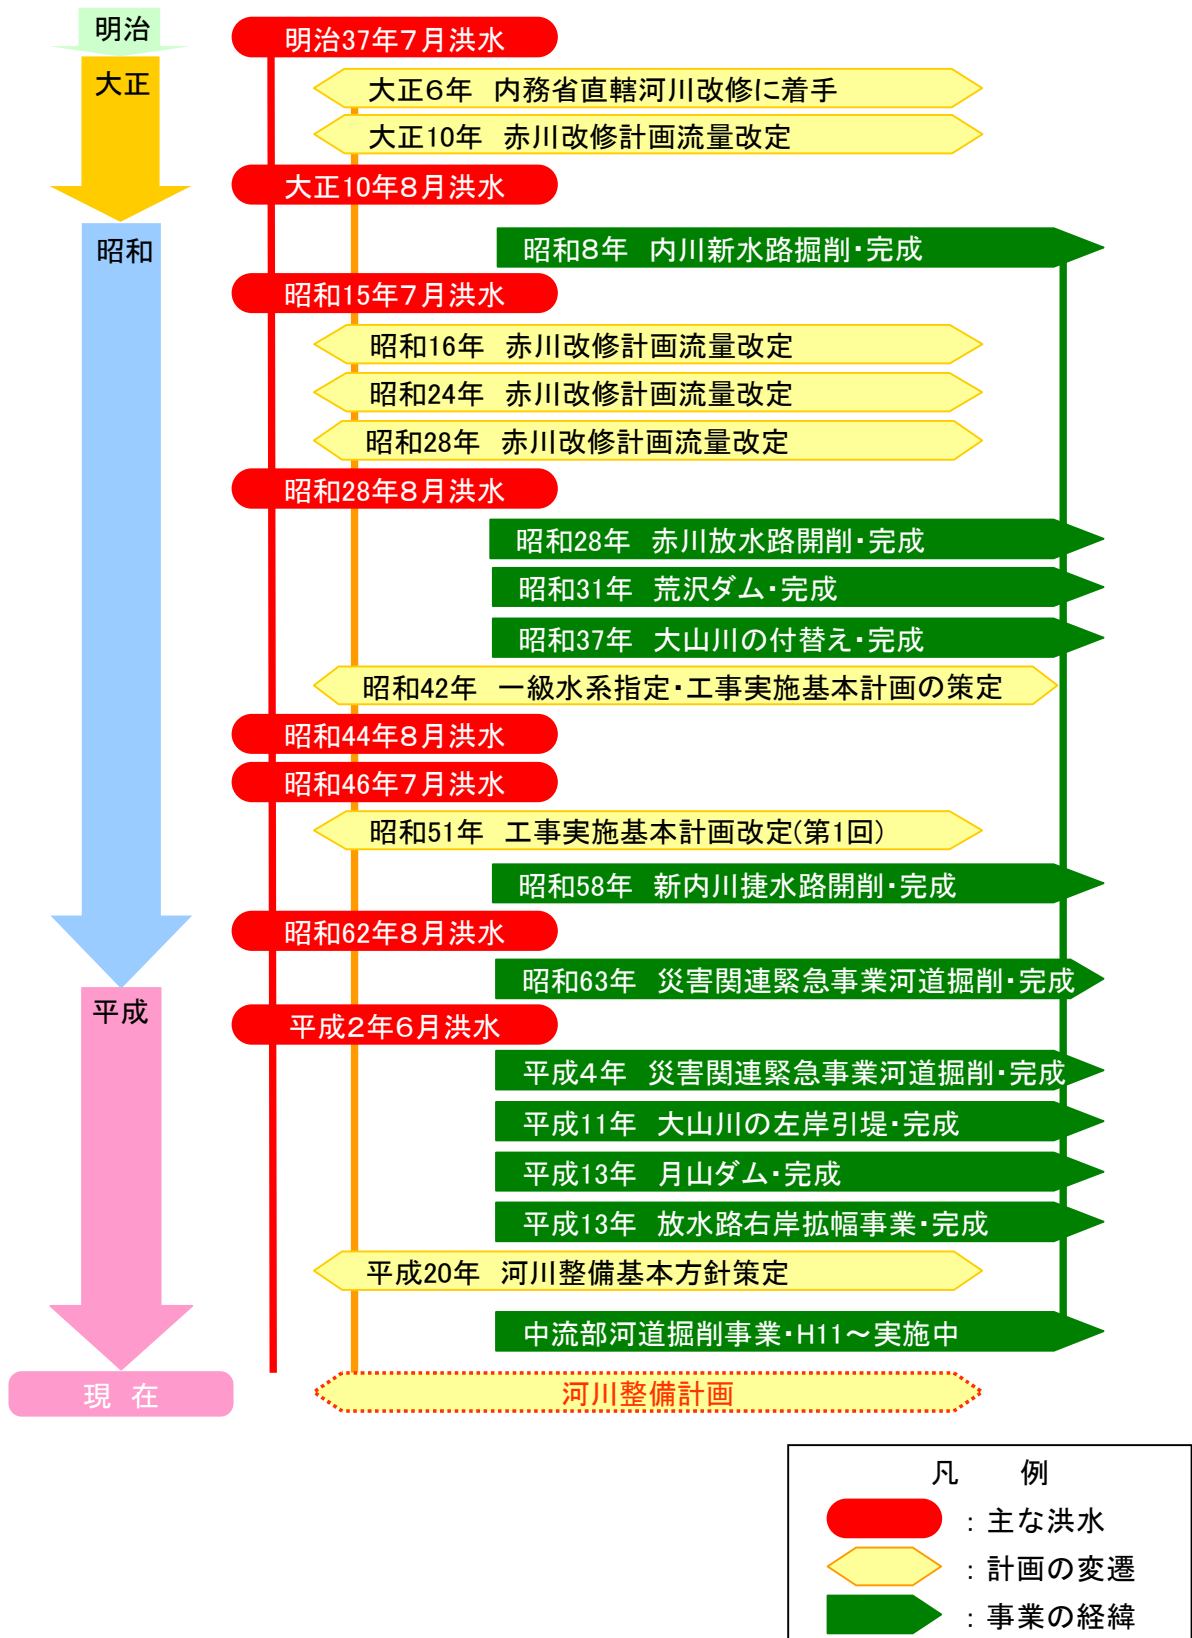 明治
明治37年7月洪水
大正
大正6年　内務省直轄河川改修に着手
大正10年　赤川改修計画流量改定
大正10年8月洪水
昭和
昭和8年　内川新水路掘削・完成
昭和15年7月洪水
昭和16年　赤川改修計画流量改定
昭和24年　赤川改修計画流量改定
昭和28年　赤川改修計画流量改定
昭和28年8月洪水
昭和28年　赤川放水路開削・完成
昭和31年　荒沢ダム・完成
昭和37年　大山川の付替え・完成
昭和42年　一級水系指定・工事実施基本計画の策定
昭和44年8月洪水
昭和46年7月洪水
昭和51年　工事実施基本計画改定(第1回)
昭和58年　新内川捷水路開削・完成
昭和62年8月洪水
昭和63年　災害関連緊急事業河道掘削・完成
平成
平成2年6月洪水
平成4年　災害関連緊急事業河道掘削・完成
平成11年　大山川の左岸引堤・完成
平成13年　月山ダム・完成
平成13年　放水路右岸拡幅事業・完成
平成20年　河川整備基本方針策定
中流部河道掘削事業・H11～実施中
現　在
河川整備計画
凡　例
：主な洪水
：計画の変遷
：事業の経緯